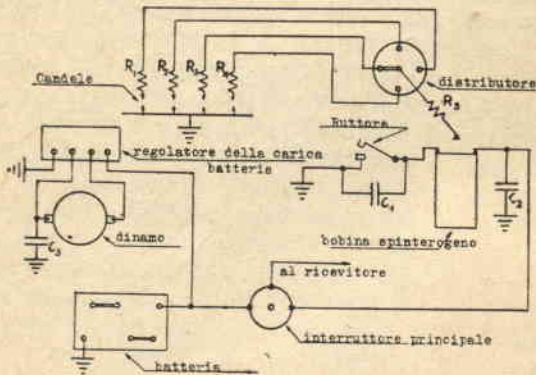 R₁ R₂ R₃ R₄
Candele
distributore
R₅
Ruttore
regolatore della carica
batteria
C₁
C₂
C₃
dinamo
bobina spinterogeno
al ricevitore
interruttore principale
batteria